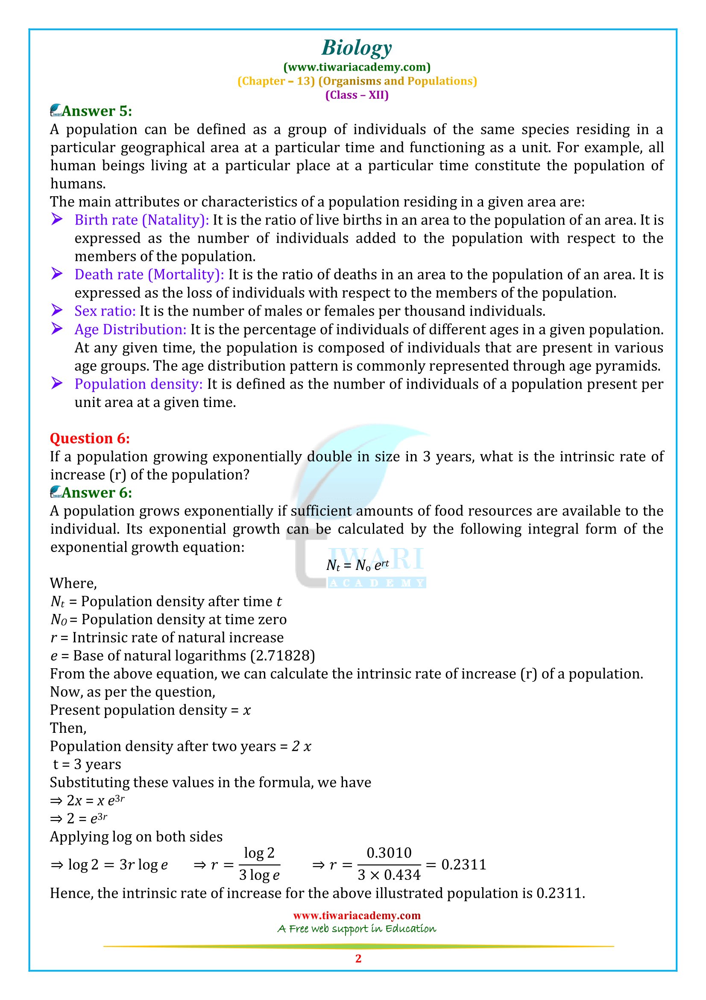 Biology
(www.tiwariacademy.com)
(Chapter – 13) (Organisms and Populations)
(Class – XII)
Answer 5:
A population can be defined as a group of individuals of the same species residing in a
particular geographical area at a particular time and functioning as a unit. For example, all
human beings living at a particular place at a particular time constitute the population of
humans.
The main attributes or characteristics of a population residing in a given area are:
➢ Birth rate (Natality): It is the ratio of live births in an area to the population of an area. It is
expressed as the number of individuals added to the population with respect to the
members of the population.
➢ Death rate (Mortality): It is the ratio of deaths in an area to the population of an area. It is
expressed as the loss of individuals with respect to the members of the population.
➢ Sex ratio: It is the number of males or females per thousand individuals.
➢ Age Distribution: It is the percentage of individuals of different ages in a given population.
At any given time, the population is composed of individuals that are present in various
age groups. The age distribution pattern is commonly represented through age pyramids.
➢ Population density: It is defined as the number of individuals of a population present per
unit area at a given time.
Question 6:
If a population growing exponentially double in size in 3 years, what is the intrinsic rate of
increase (r) of the population?
Answer 6:
A population grows exponentially if sufficient amounts of food resources are available to the
individual. Its exponential growth can be calculated by the following integral form of the
exponential growth equation:
TIWARI
ACADEMY
Nₜ = Nₒ eʳᵗ
Where,
Nₜ = Population density after time t
N_O = Population density at time zero
r = Intrinsic rate of natural increase
e = Base of natural logarithms (2.71828)
From the above equation, we can calculate the intrinsic rate of increase (r) of a population.
Now, as per the question,
Present population density = x
Then,
Population density after two years = 2 x
t = 3 years
Substituting these values in the formula, we have
⇒ 2x = x e³ʳ
⇒ 2 = e³ʳ
Applying log on both sides
⇒ log 2 = 3r log e ⇒ r = log 2 / 3 log e ⇒ r = 0.3010 / 3 × 0.434 = 0.2311
Hence, the intrinsic rate of increase for the above illustrated population is 0.2311.
www.tiwariacademy.com
A Free web support in Education
2